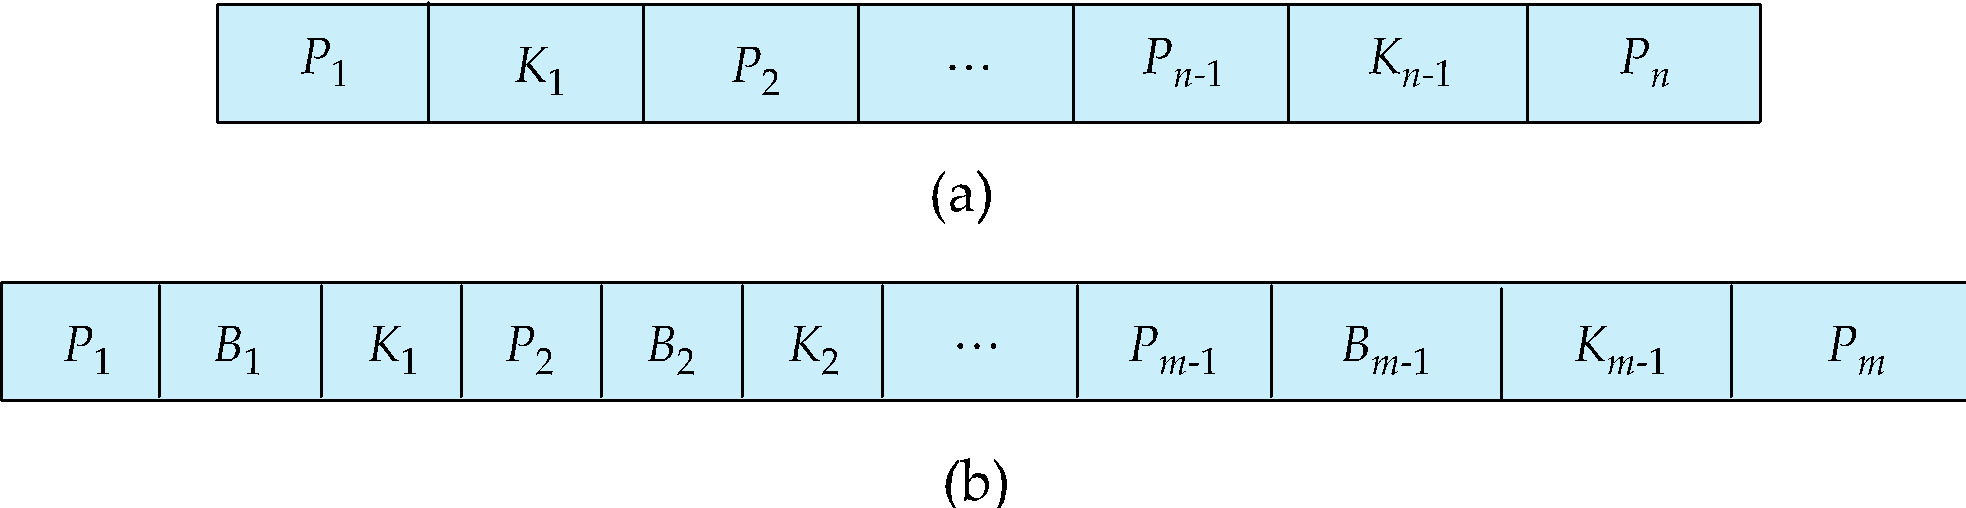 P1 K1 P2 … Pn-1 Kn-1 Pn
(a)
P1 B1 K1 P2 B2 K2 … Pm-1 Bm-1 Km-1 Pm
(b)